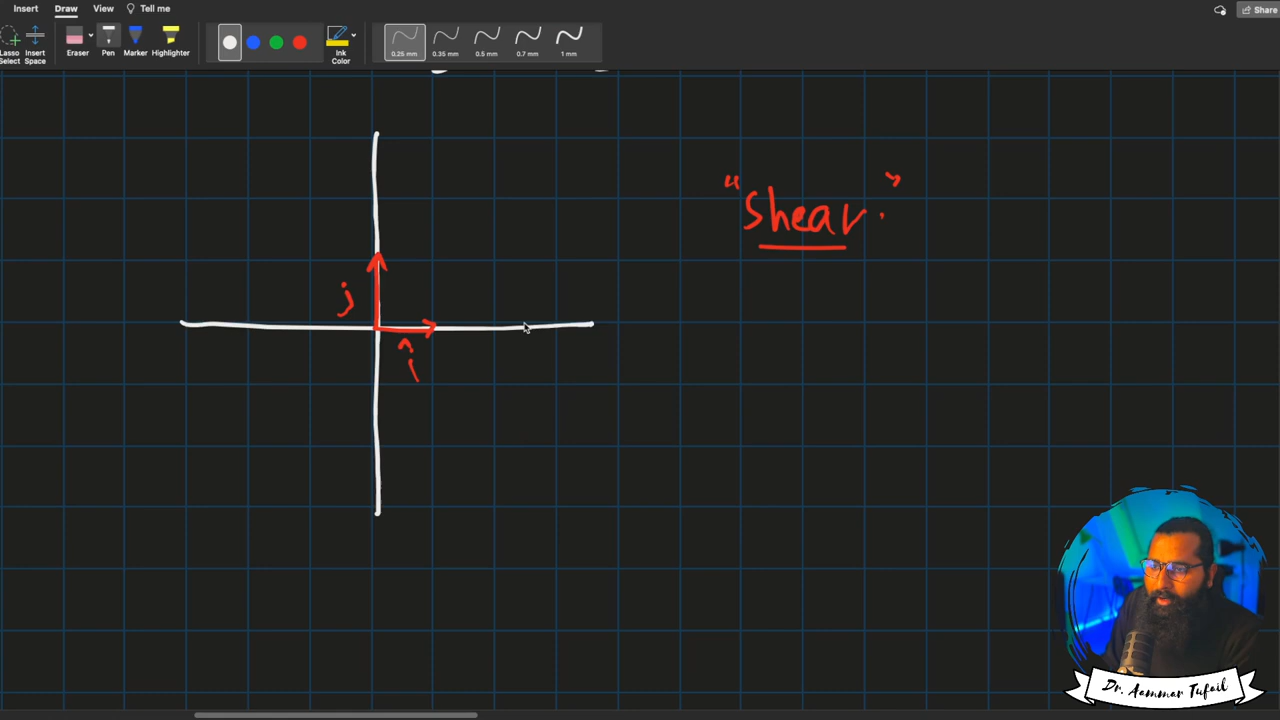 Insert Draw View Tell me
Share
Lasso Select
Insert Space
Eraser
Pen
Marker
Highlighter
Ink Color
0.25 mm 0.35 mm 0.5 mm 0.7 mm 1 mm
"Shear."
j
î
Dr. Aammar Tufail